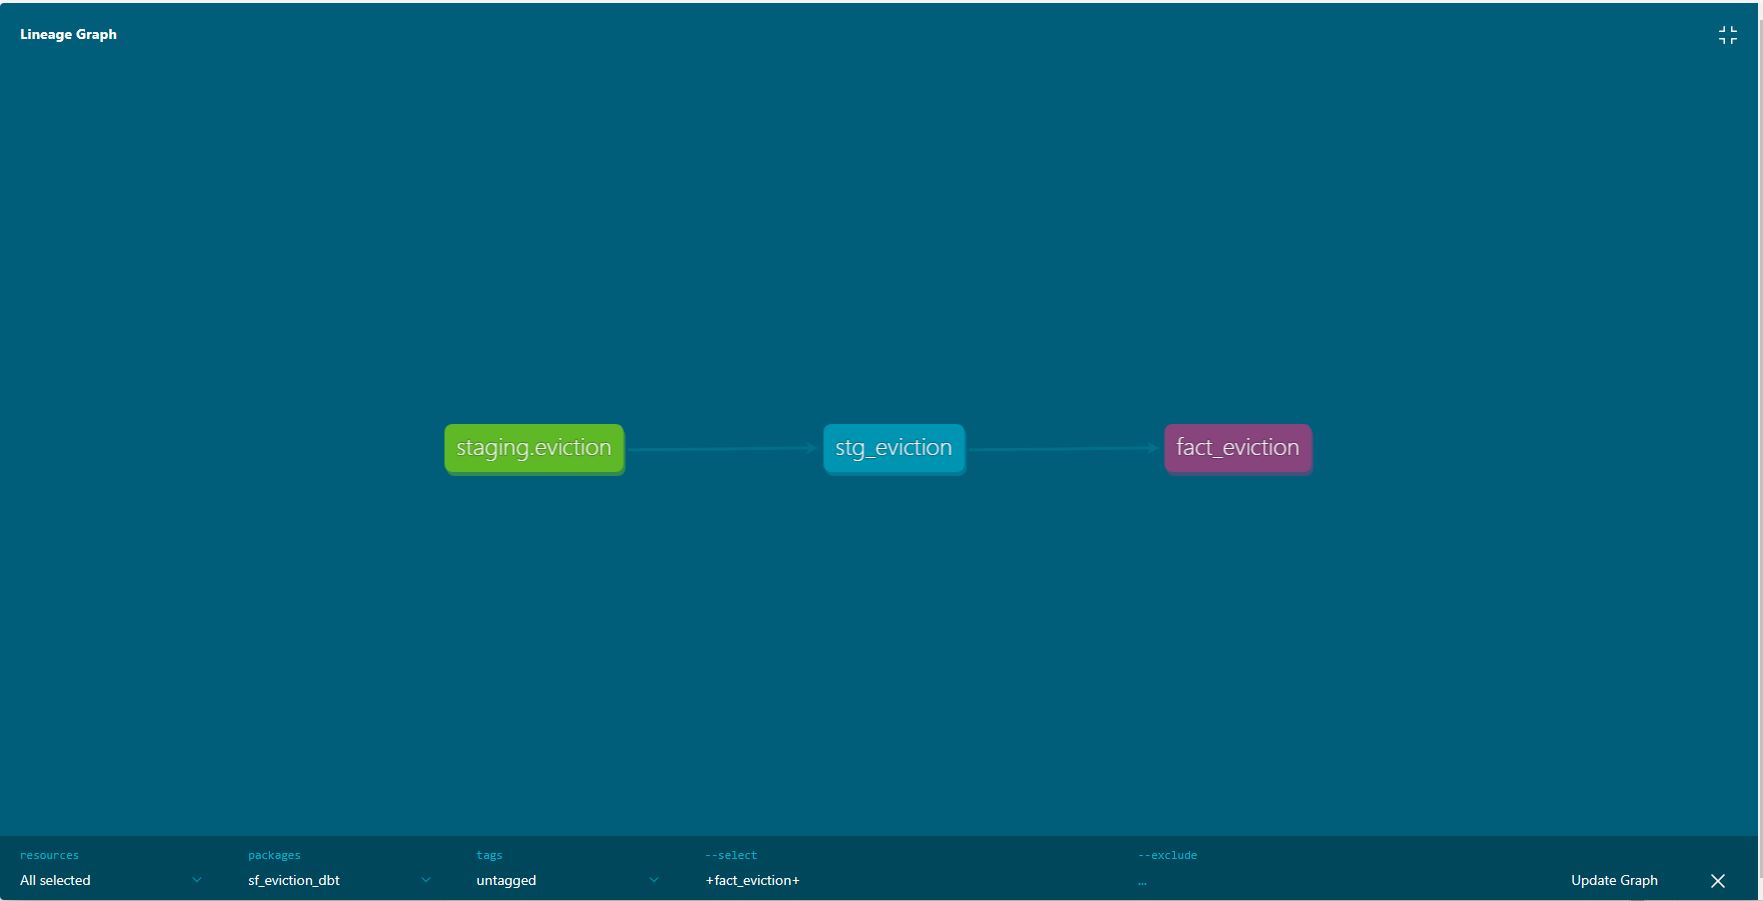 Lineage Graph
staging.eviction
stg_eviction
fact_eviction
resources
All selected
packages
sf_eviction_dbt
tags
untagged
--select
+fact_eviction+
--exclude
...
Update Graph